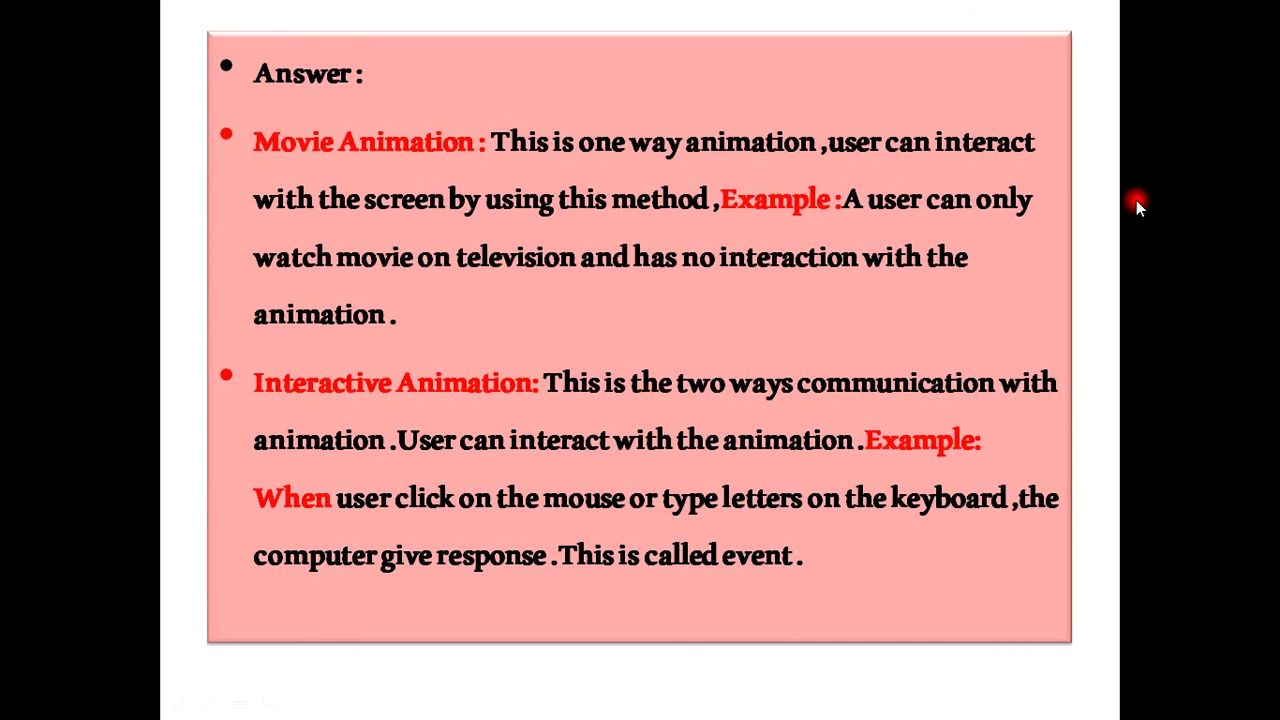 Answer :
Movie Animation : This is one way animation ,user can interact
with the screen by using this method ,Example :A user can only
watch movie on television and has no interaction with the
animation .
Interactive Animation: This is the two ways communication with
animation .User can interact with the animation .Example:
When user click on the mouse or type letters on the keyboard ,the
computer give response .This is called event .